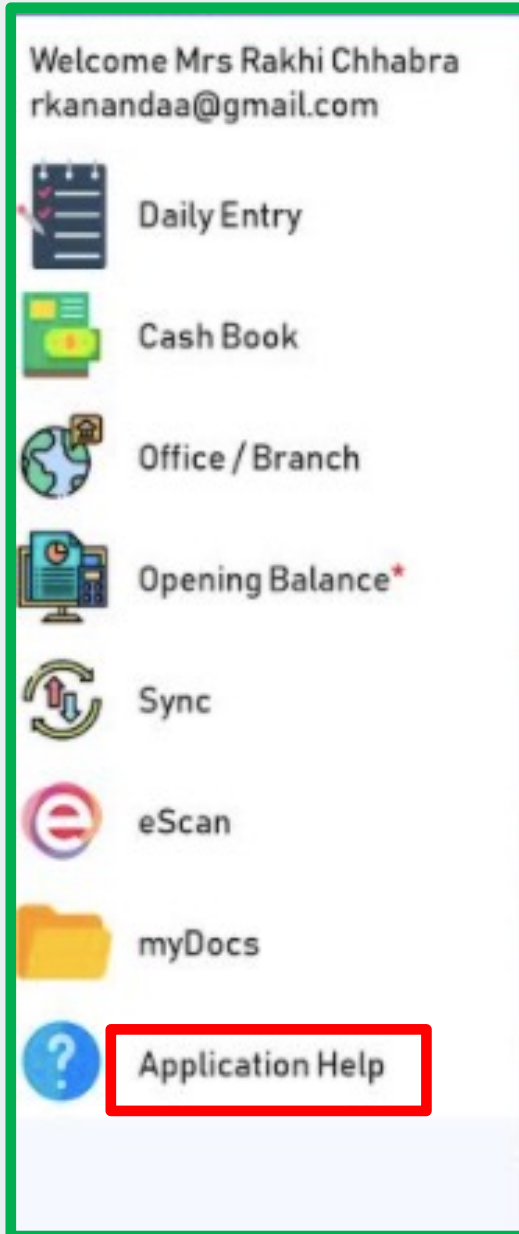 Welcome Mrs Rakhi Chhabra
rkanandaa@gmail.com
Daily Entry
Cash Book
Office / Branch
Opening Balance*
Sync
eScan
myDocs
Application Help